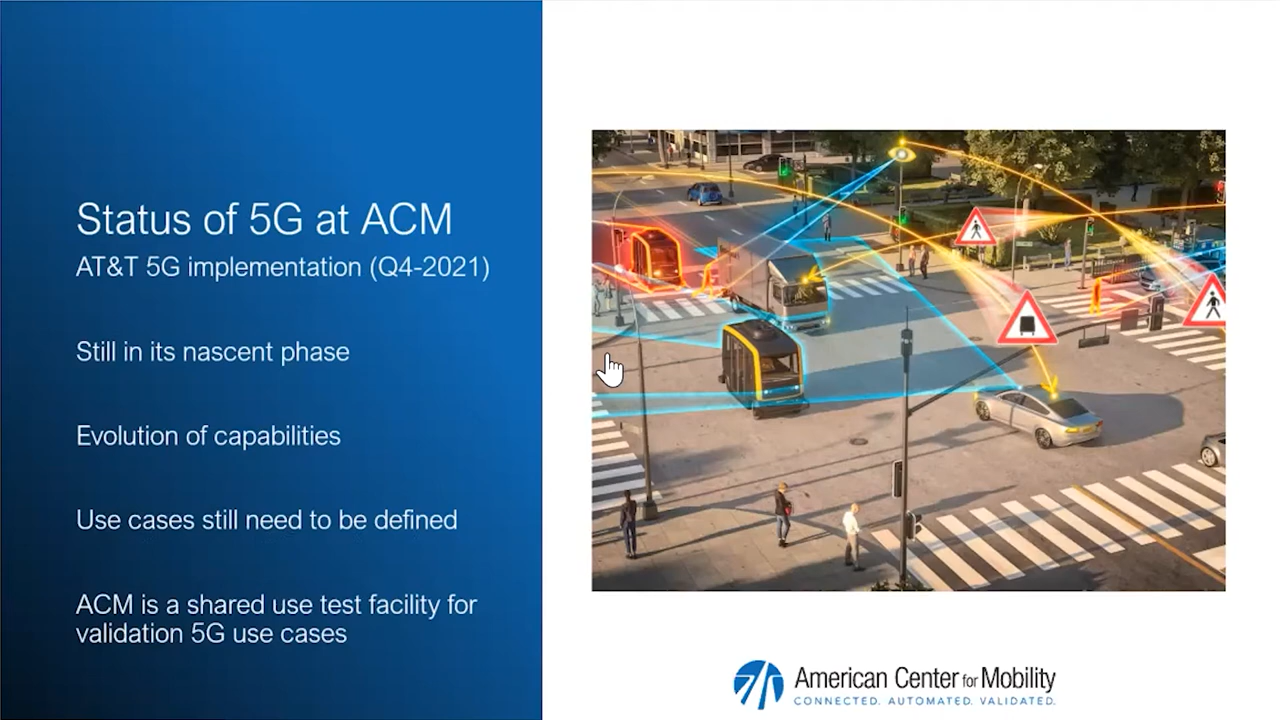 Status of 5G at ACM
AT&T 5G implementation (Q4-2021)
Still in its nascent phase
Evolution of capabilities
Use cases still need to be defined
ACM is a shared use test facility for
validation 5G use cases
American Center for Mobility
CONNECTED. AUTOMATED. VALIDATED.